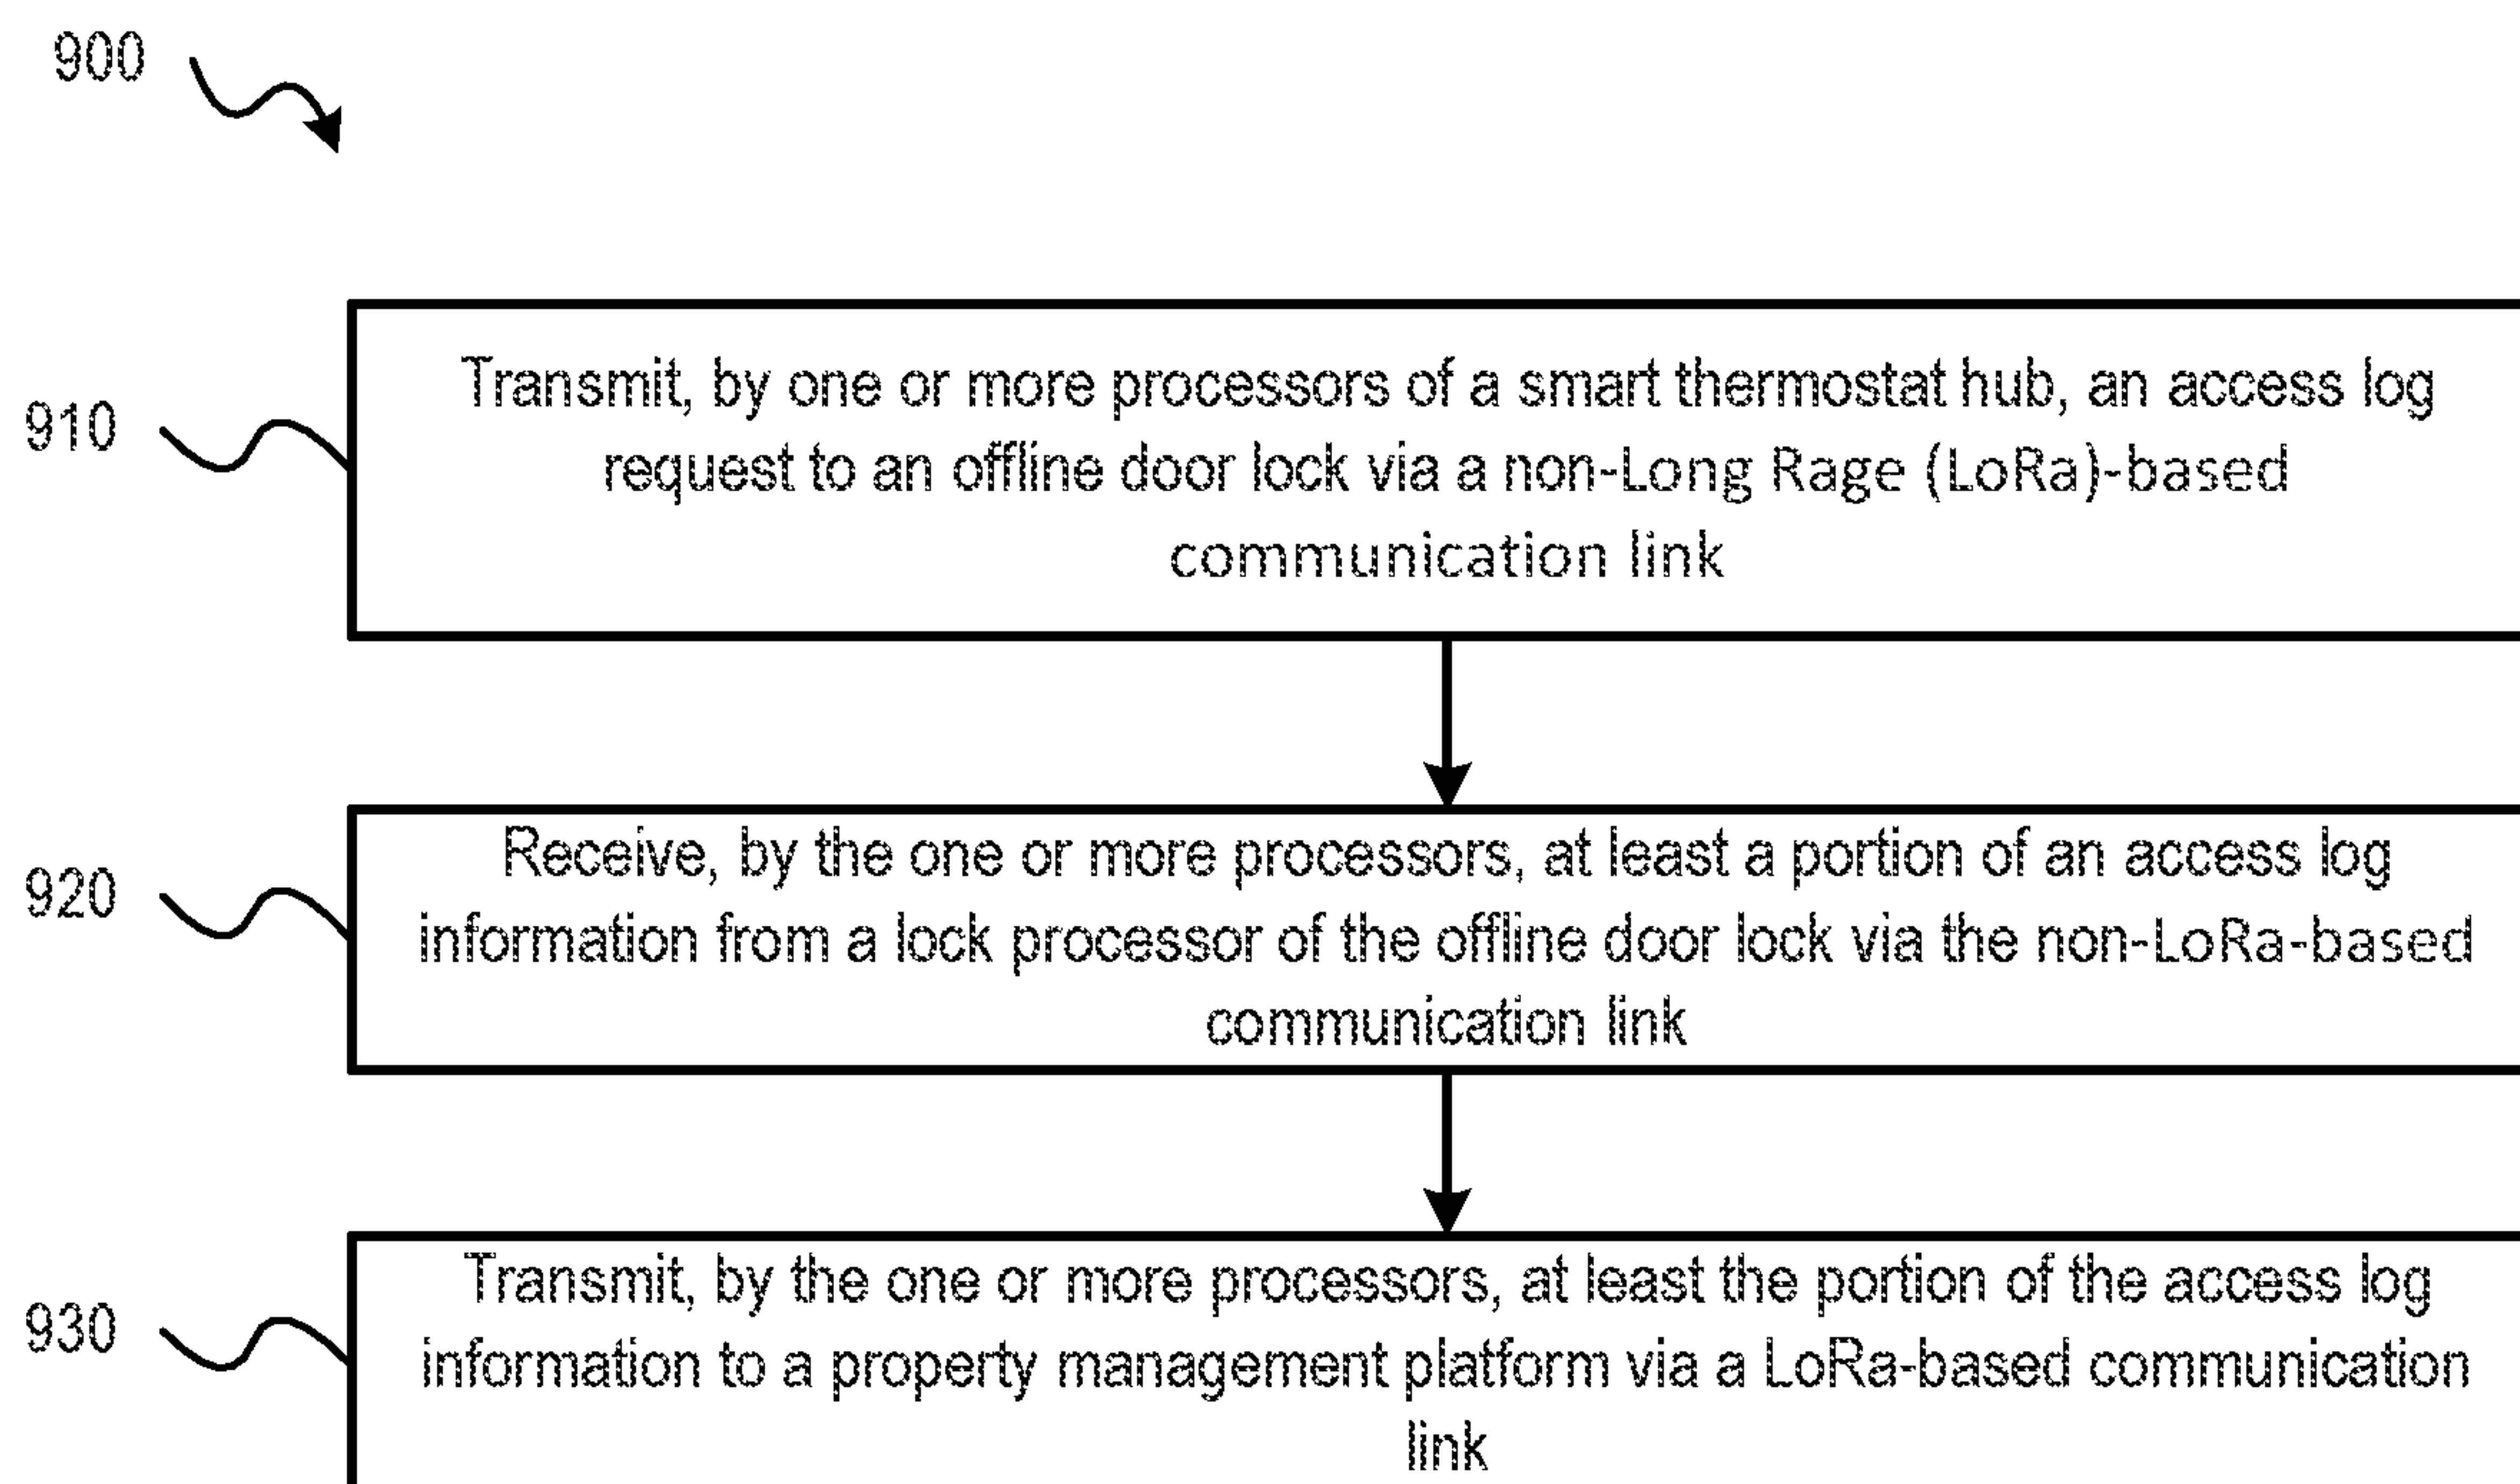 900
910
Transmit, by one or more processors of a smart thermostat hub, an access log
request to an offline door lock via a non-Long Rage (LoRa)-based
communication link
920
Receive, by the one or more processors, at least a portion of an access log
information from a lock processor of the offline door lock via the non-LoRa-based
communication link
930
Transmit, by the one or more processors, at least the portion of the access log
information to a property management platform via a LoRa-based communication
link